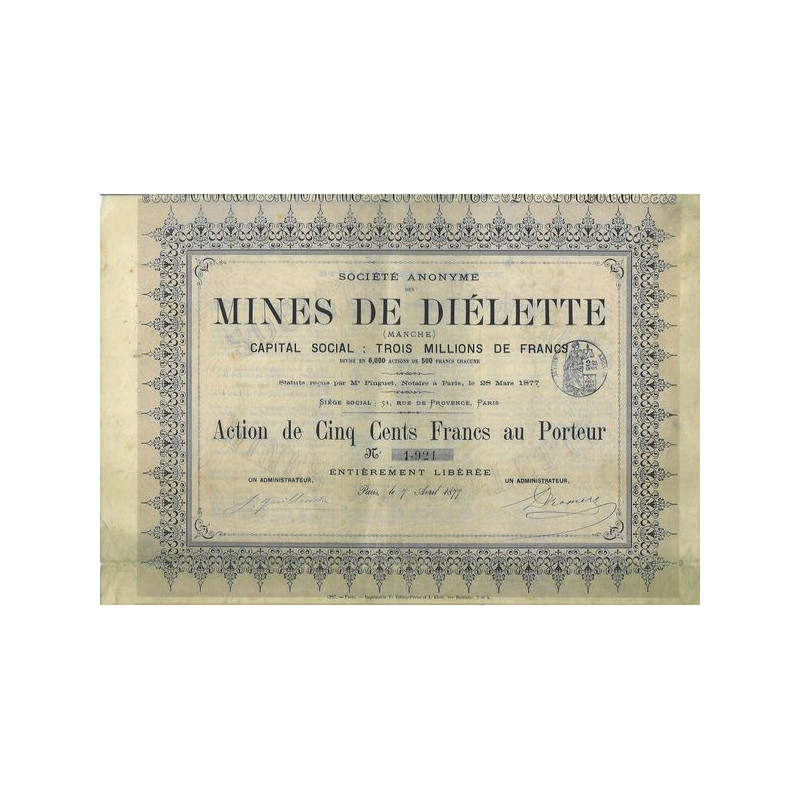 SOCIÉTÉ ANONYME
DES
MINES DE DIÉLETTE
(MANCHE)
CAPITAL SOCIAL : TROIS MILLIONS DE FRANCS
DIVISÉ EN 6,000 ACTIONS DE 500 FRANCS CHACUNE
Statuts reçus par Me Pinguet, Notaire à Paris, le 28 Mars 1877
SIÉGE SOCIAL : 51, RUE DE PROVENCE, PARIS
Action de Cinq Cents Francs au Porteur
No 1.921
ENTIÈREMENT LIBÉRÉE
UN ADMINISTRATEUR,
UN ADMINISTRATEUR,
Paris, le 7 Avril 1877
Paris. — Imprimerie